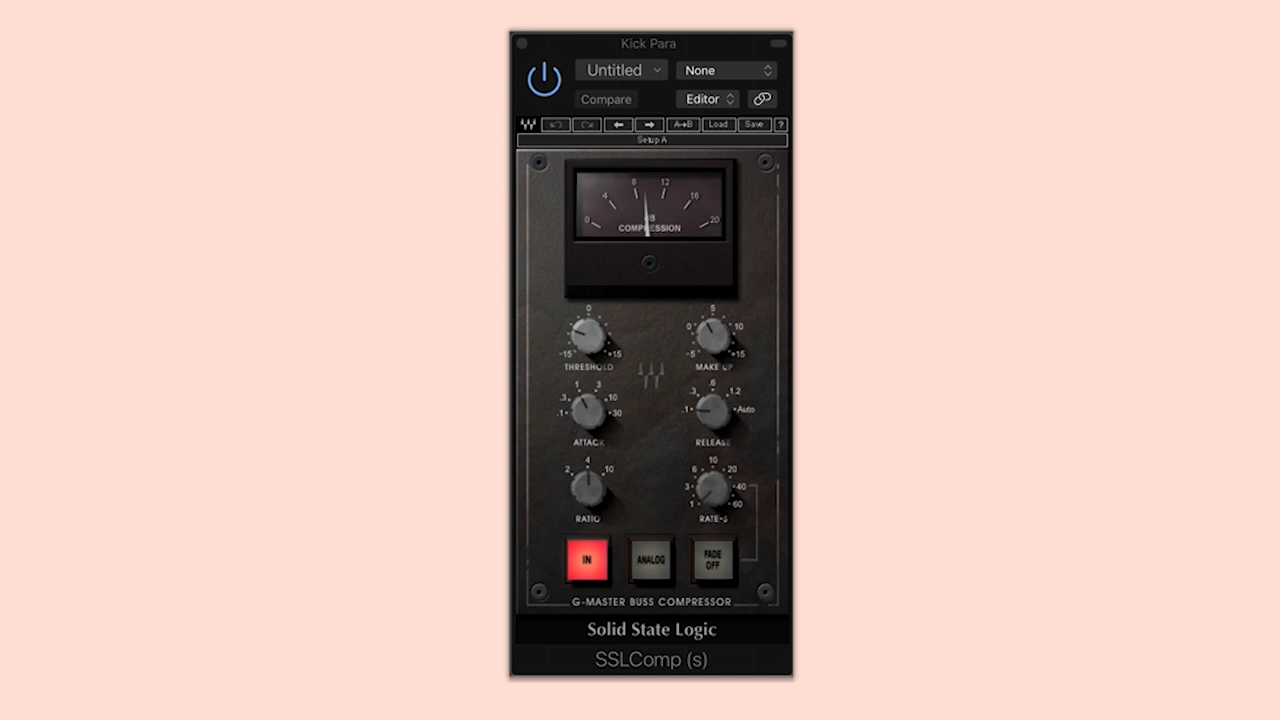 Kick Para
Untitled None
Compare Editor
A→B Load Save ?
Setup A
0 4 8 12 16 20
dB
COMPRESSION
0 5
0 10
-15 +15 -5 +15
THRESHOLD MAKE UP
1 3 .6
.3 10 .3 1.2
.1 30 .1 Auto
ATTACK RELEASE
4 10
2 10 6 20
3 40
1 60
RATIO RATE-S
IN ANALOG FADE OFF
G-MASTER BUSS COMPRESSOR
Solid State Logic
SSLComp (s)